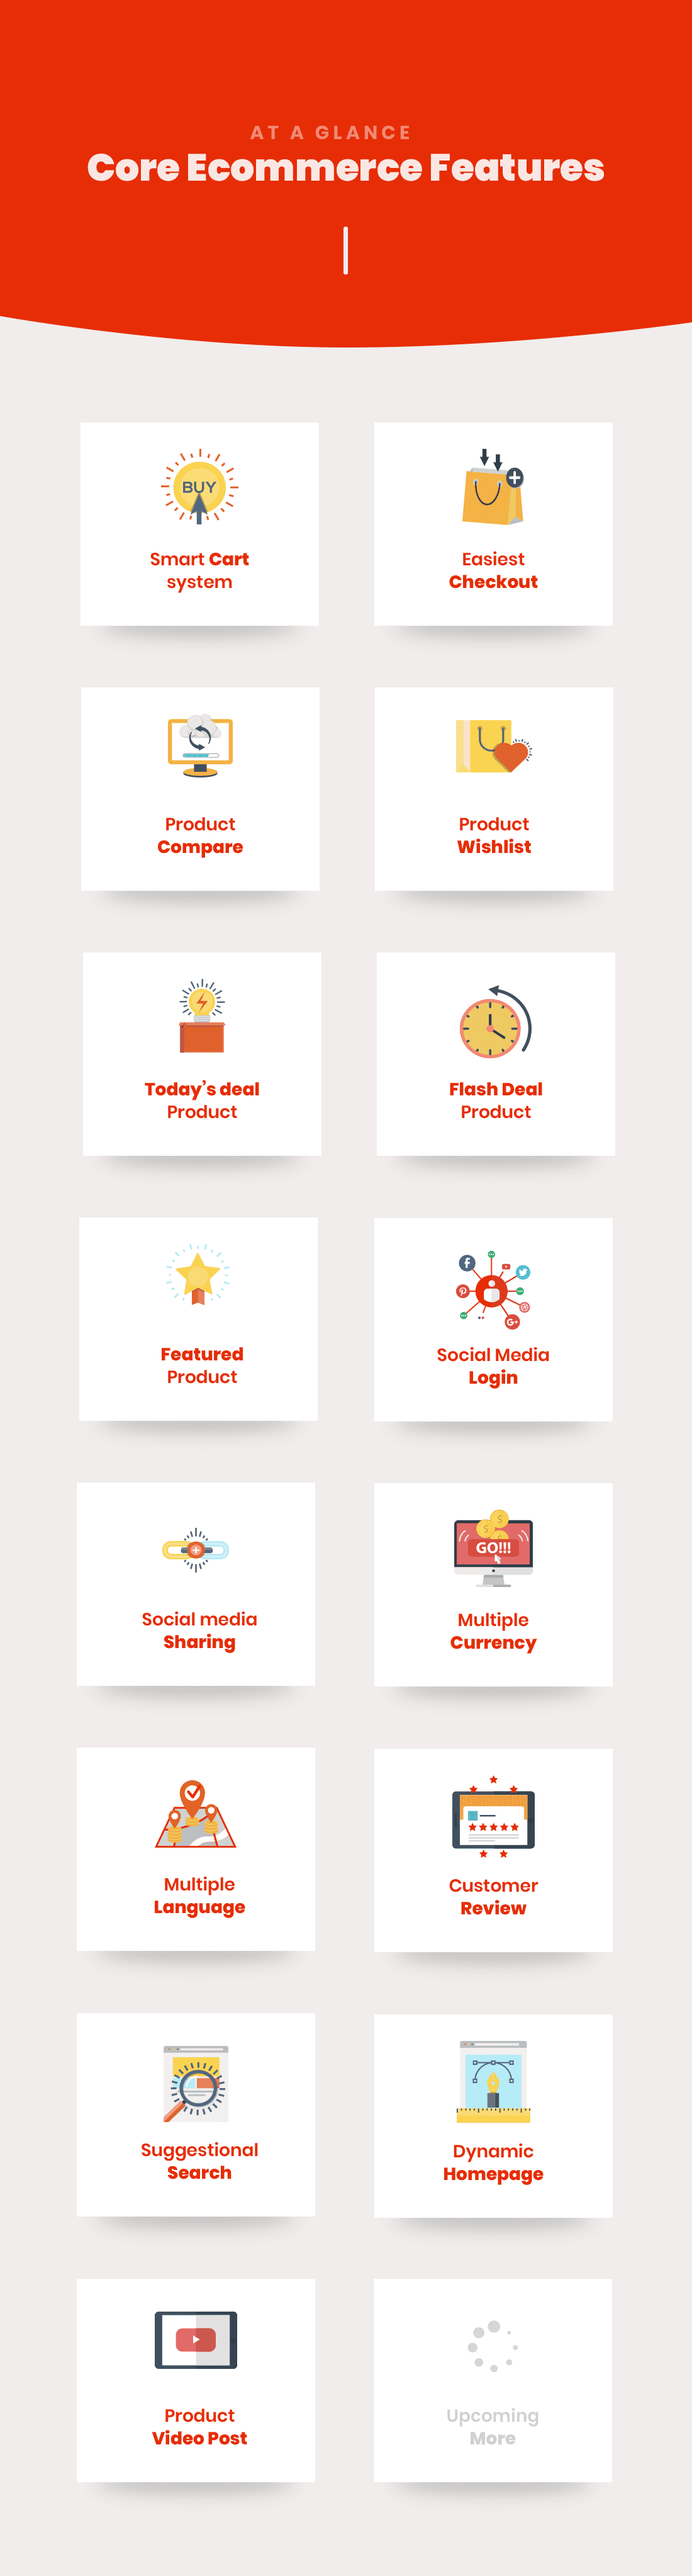 AT A GLANCE
Core Ecommerce Features
BUY
Smart Cart
system
Easiest
Checkout
Product
Compare
Product
Wishlist
Today's deal
Product
Flash Deal
Product
Featured
Product
Social Media
Login
Social media
Sharing
GO!!!
Multiple
Currency
Multiple
Language
Customer
Review
Suggestional
Search
Dynamic
Homepage
Product
Video Post
Upcoming
More